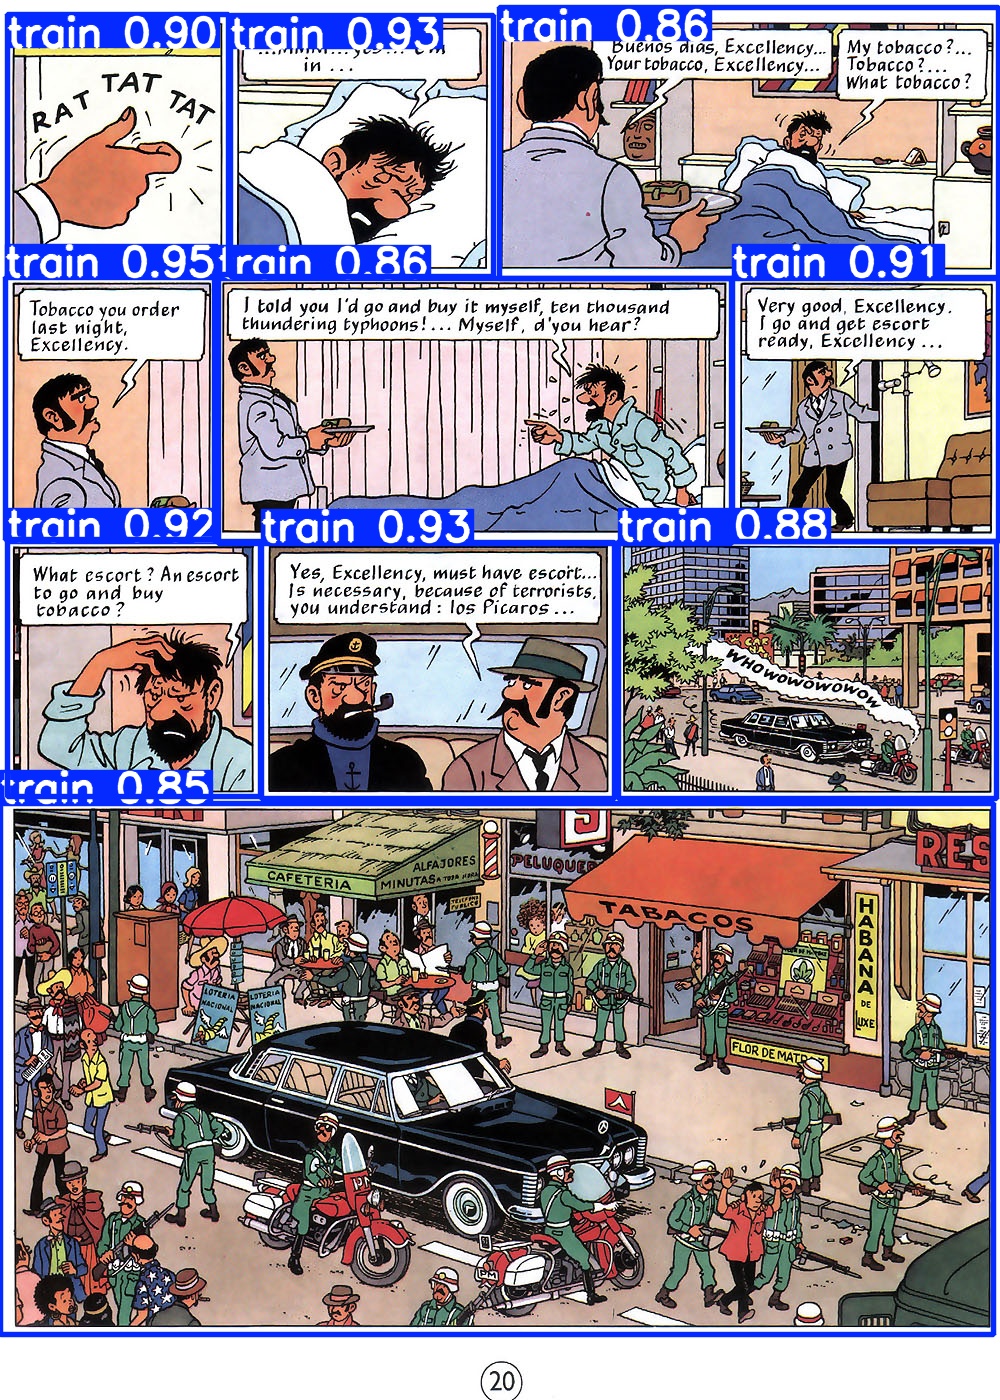 train 0.90
train 0.93
train 0.86
RAT TAT TAT
in ...
Buenos dias, Excellency...
Your tobacco, Excellency...
My tobacco?...
Tobacco?....
What tobacco?
train 0.95
train 0.86
train 0.91
Tobacco you order
last night,
Excellency.
I told you I'd go and buy it myself, ten thousand
thundering typhoons!... Myself, d'you hear?
Very good, Excellency.
I go and get escort
ready, Excellency ...
train 0.92
train 0.93
train 0.88
What escort? An escort
to go and buy
tobacco?
Yes, Excellency, must have escort...
Is necessary, because of terrorists,
you understand: los Picaros ...
WHOWOWOWOWOW
train 0.85
CAFETERIA
ALFAJORES
MINUTAS A TODA HORA
TELEFONO
PUBLICO
PELUQUER
TABACOS
RES
HABANA
DE
LUXE
LOTERIA
NACIONAL
LOTERIA
NACIONAL
FLOR DE MATA
PM
PM
20